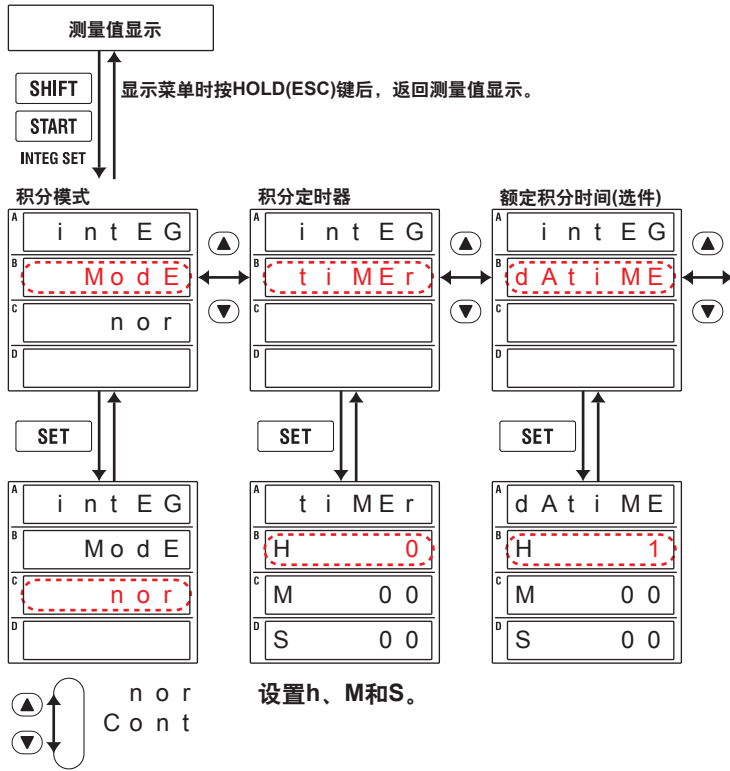 测量值显示
SHIFT
显示菜单时按HOLD(ESC)键后，返回测量值显示。
START
INTEG SET
积分模式
A intEG
B ModE
C nor
D
积分定时器
A intEG
B tiMEr
C
D
额定积分时间(选件)
A intEG
B dAtiME
C
D
SET
SET
SET
A intEG
B ModE
C nor
D
A tiMEr
B H 0
C M 00
D S 00
A dAtiME
B H 1
C M 00
D S 00
nor
Cont
设置h、M和S。